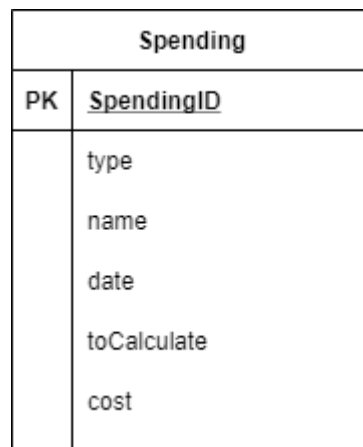 Spending
PK SpendingID
type
name
date
toCalculate
cost